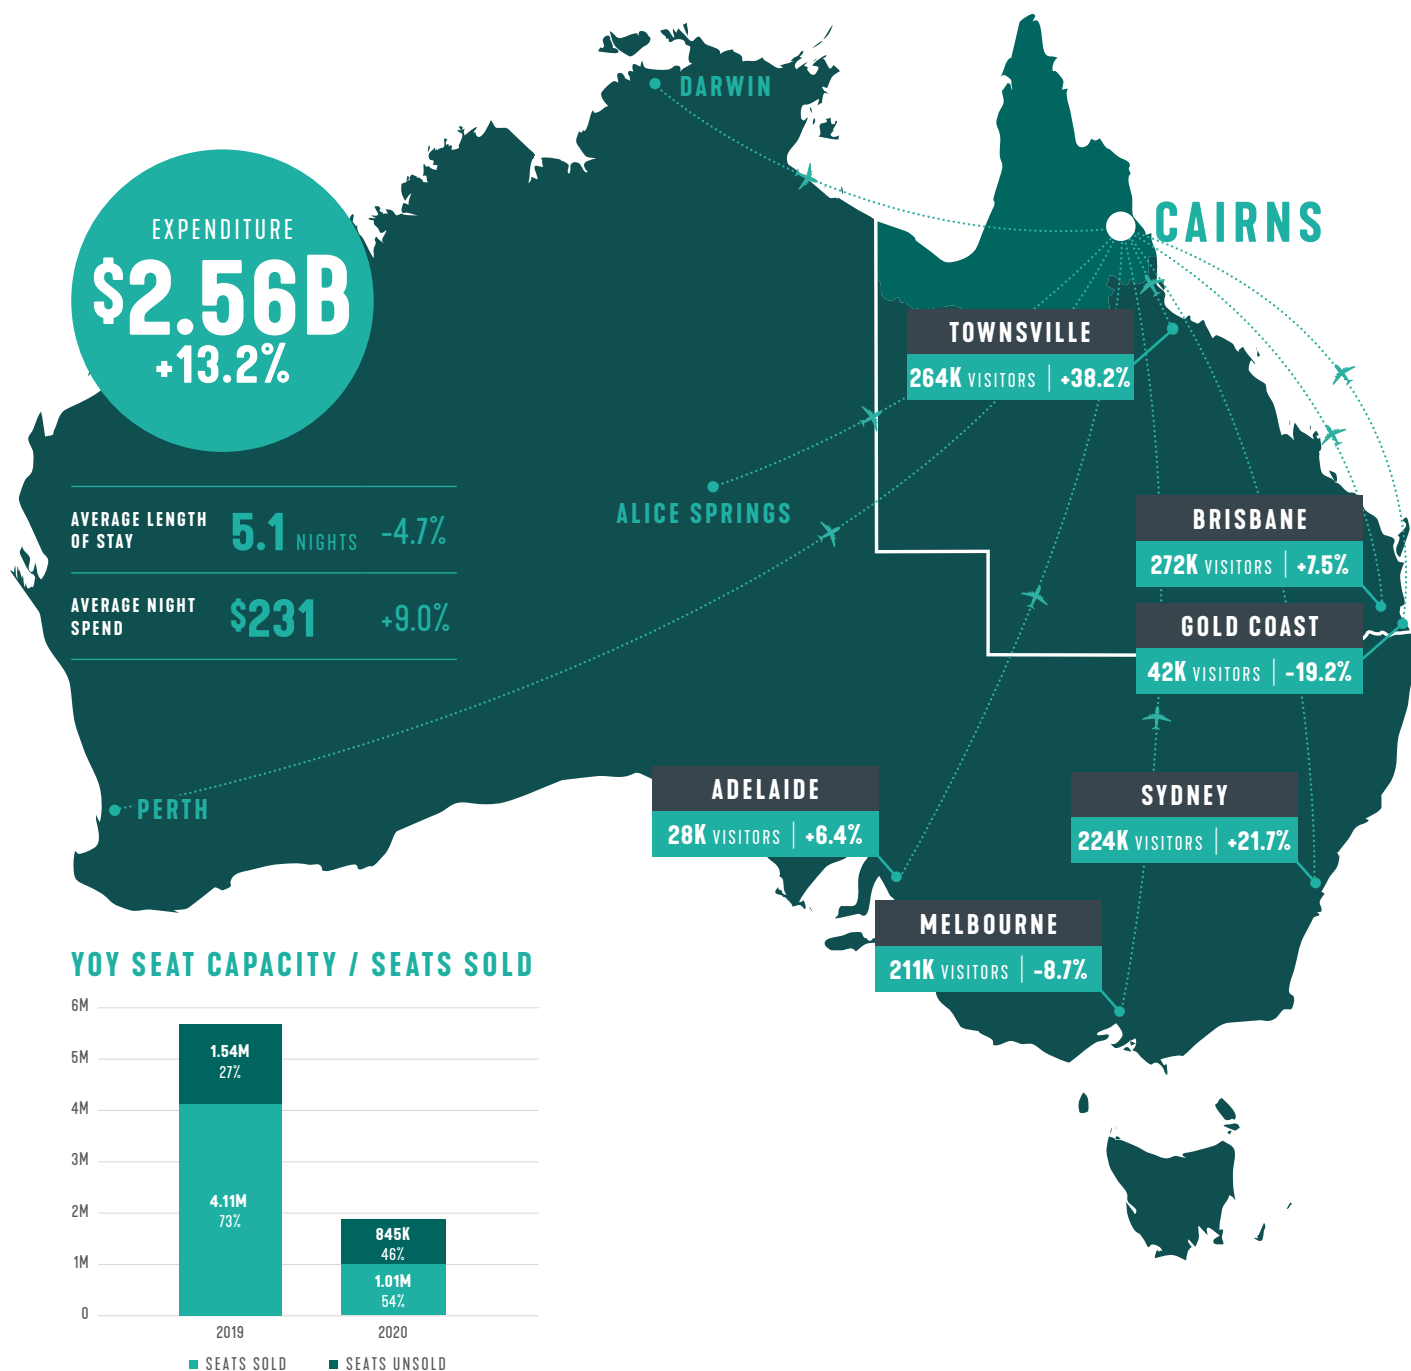 DARWIN
CAIRNS
EXPENDITURE
$2.56B
+13.2%
TOWNSVILLE
264K VISITORS | +38.2%
ALICE SPRINGS
AVERAGE LENGTH
OF STAY
5.1 NIGHTS -4.7%
AVERAGE NIGHT
SPEND
$231 +9.0%
BRISBANE
272K VISITORS | +7.5%
GOLD COAST
42K VISITORS | -19.2%
PERTH
ADELAIDE
28K VISITORS | +6.4%
SYDNEY
224K VISITORS | +21.7%
MELBOURNE
211K VISITORS | -8.7%
YOY SEAT CAPACITY / SEATS SOLD
6M
5M
4M
3M
2M
1M
0
1.54M
27%
4.11M
73%
845K
46%
1.01M
54%
2019 2020
SEATS SOLD SEATS UNSOLD